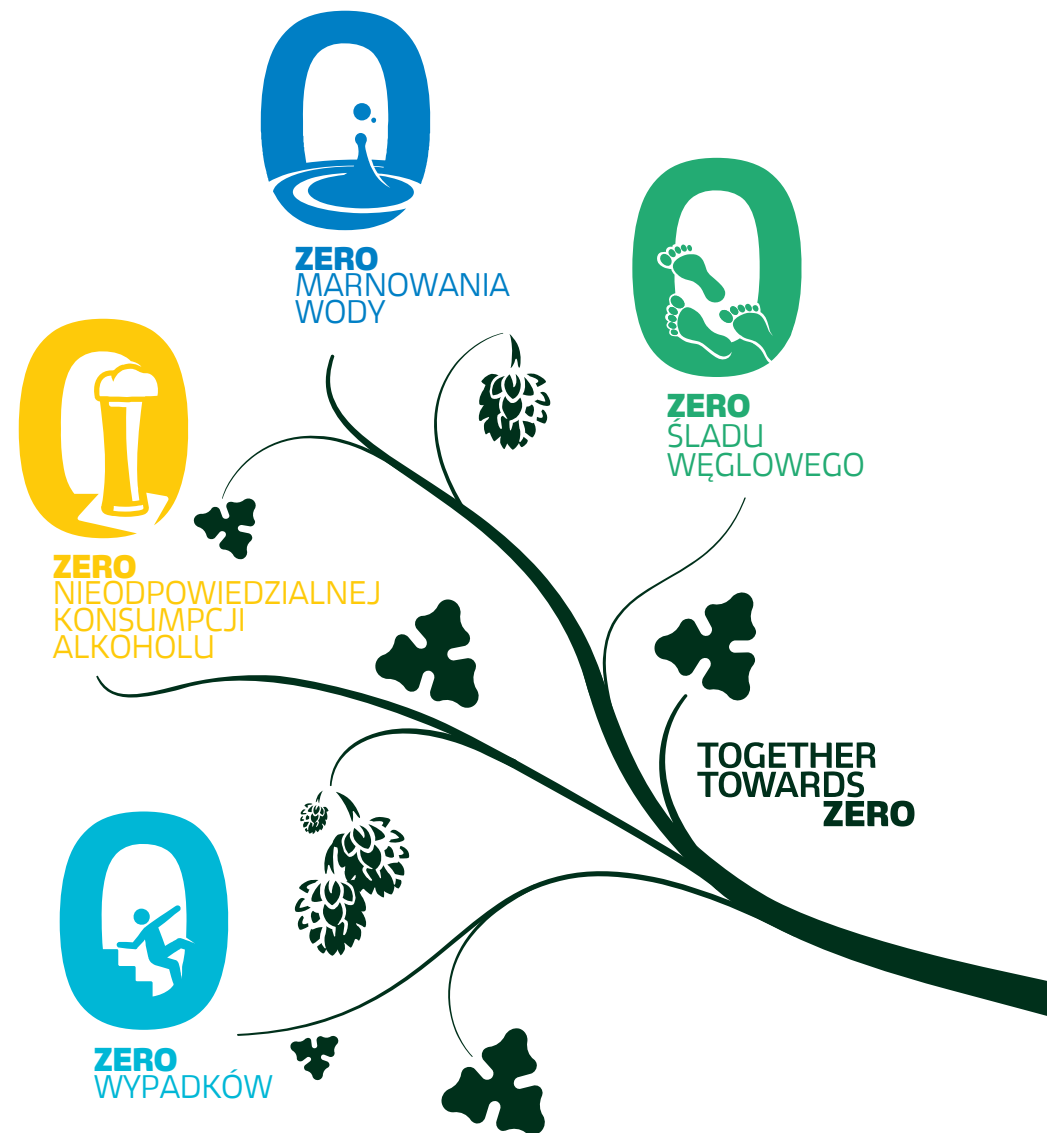 ZERO
MARNOWANIA
WODY
ZERO
ŚLADU
WĘGLOWEGO
ZERO
NIEODPOWIEDZIALNEJ
KONSUMPCJI
ALKOHOLU
TOGETHER
TOWARDS
ZERO
ZERO
WYPADKÓW